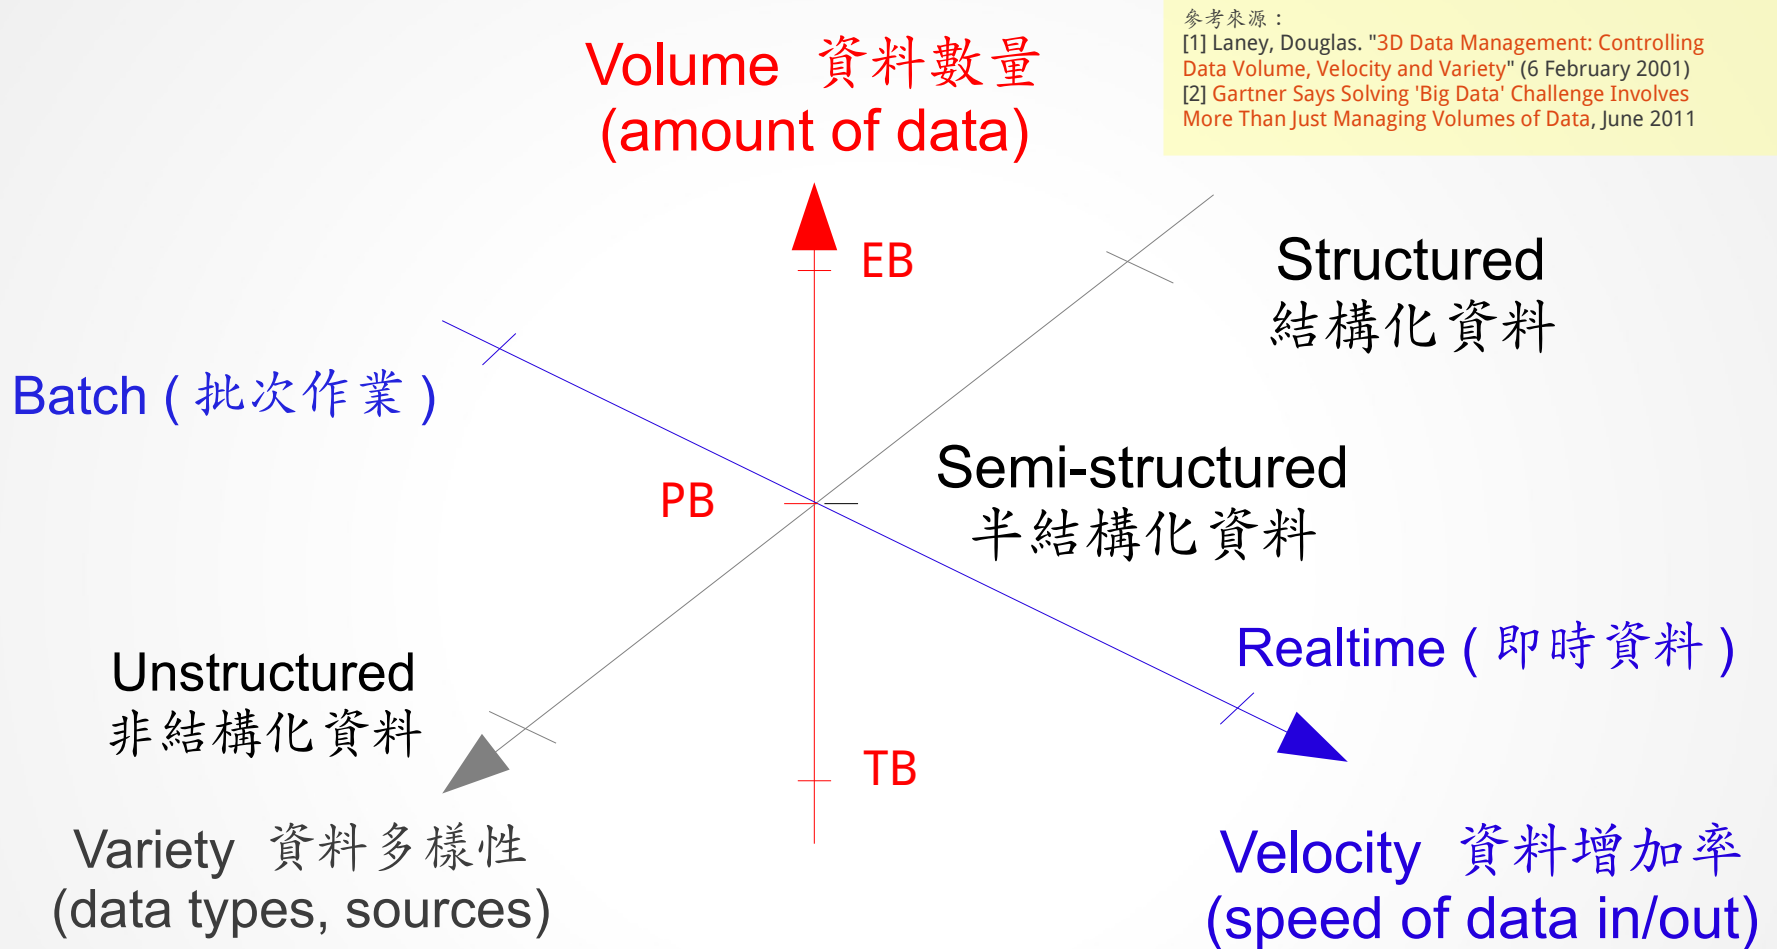 參考來源：
[1] Laney, Douglas. "3D Data Management: Controlling
Data Volume, Velocity and Variety" (6 February 2001)
[2] Gartner Says Solving 'Big Data' Challenge Involves
More Than Just Managing Volumes of Data, June 2011
Volume 資料數量
(amount of data)
EB
Structured
結構化資料
Batch ( 批次作業 )
PB
Semi-structured
半結構化資料
Realtime ( 即時資料 )
Unstructured
非結構化資料
TB
Variety 資料多樣性
(data types, sources)
Velocity 資料增加率
(speed of data in/out)